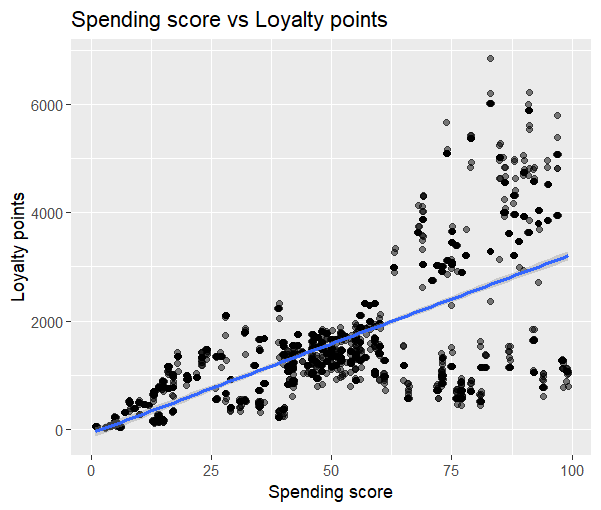 Spending score vs Loyalty points
Loyalty points
6000
4000
2000
0
0 25 50 75 100
Spending score